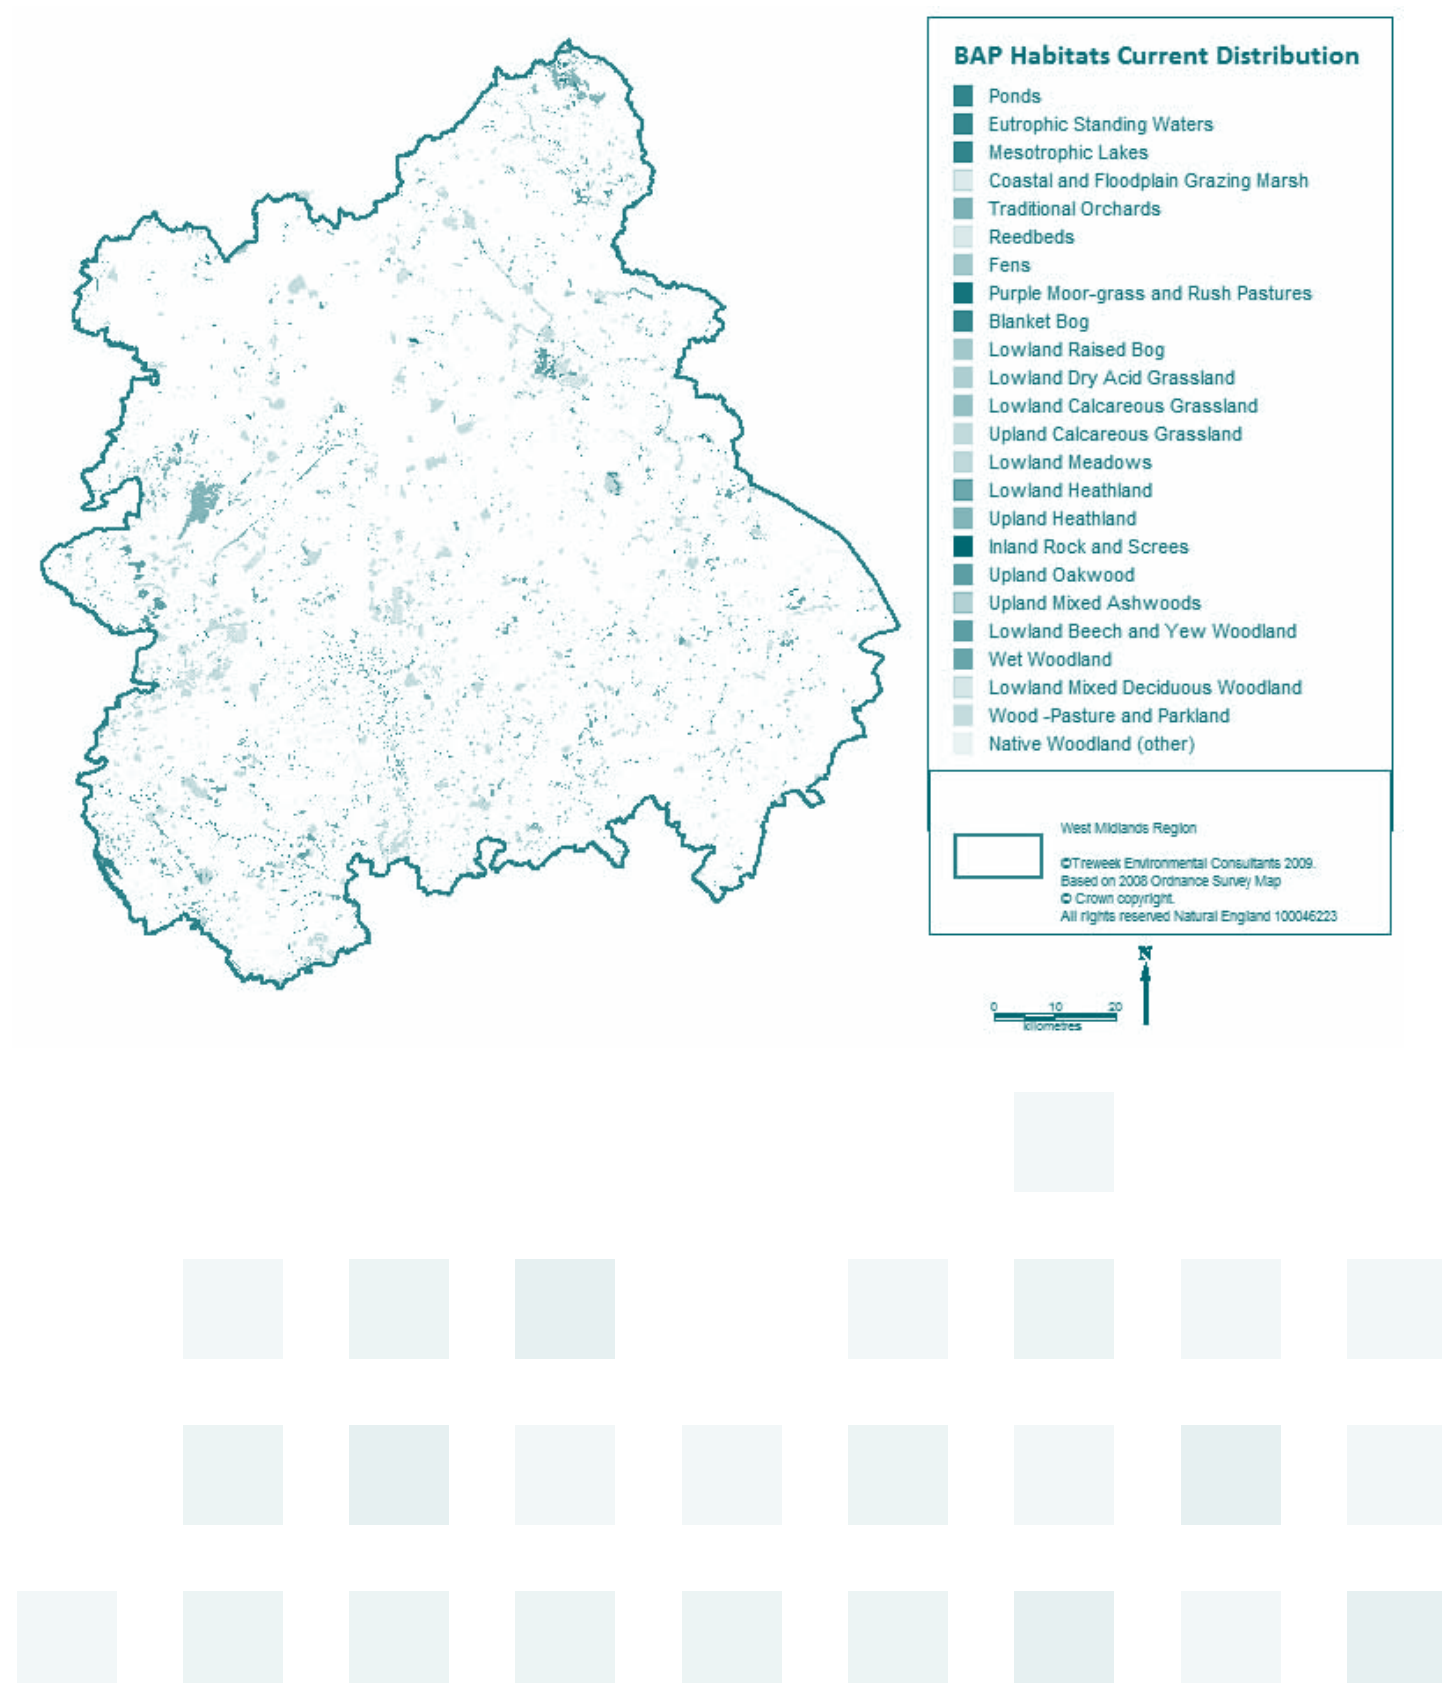 BAP Habitats Current Distribution
Ponds
Eutrophic Standing Waters
Mesotrophic Lakes
Coastal and Floodplain Grazing Marsh
Traditional Orchards
Reedbeds
Fens
Purple Moor-grass and Rush Pastures
Blanket Bog
Lowland Raised Bog
Lowland Dry Acid Grassland
Lowland Calcareous Grassland
Upland Calcareous Grassland
Lowland Meadows
Lowland Heathland
Upland Heathland
Inland Rock and Screes
Upland Oakwood
Upland Mixed Ashwoods
Lowland Beech and Yew Woodland
Wet Woodland
Lowland Mixed Deciduous Woodland
Wood -Pasture and Parkland
Native Woodland (other)
West Midlands Region
©Treweek Environmental Consultants 2009.
Based on 2008 Ordnance Survey Map
© Crown copyright.
All rights reserved Natural England 100046223
N
0 10 20
kilometres